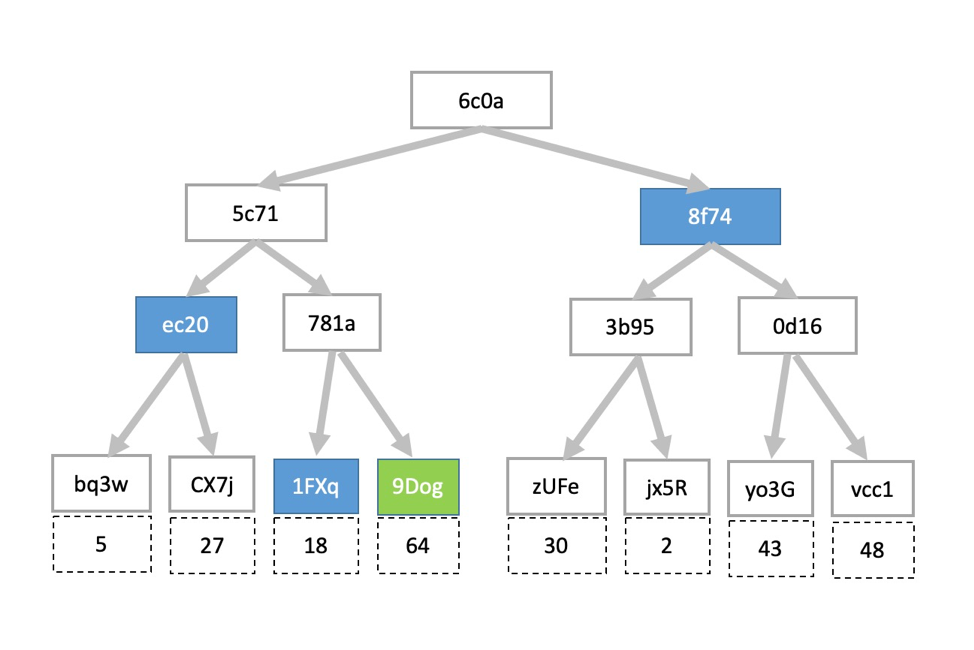 6c0a
5c71
8f74
ec20
781a
3b95
0d16
bq3w
CX7j
1FXq
9Dog
zUFe
jx5R
yo3G
vcc1
5
27
18
64
30
2
43
48